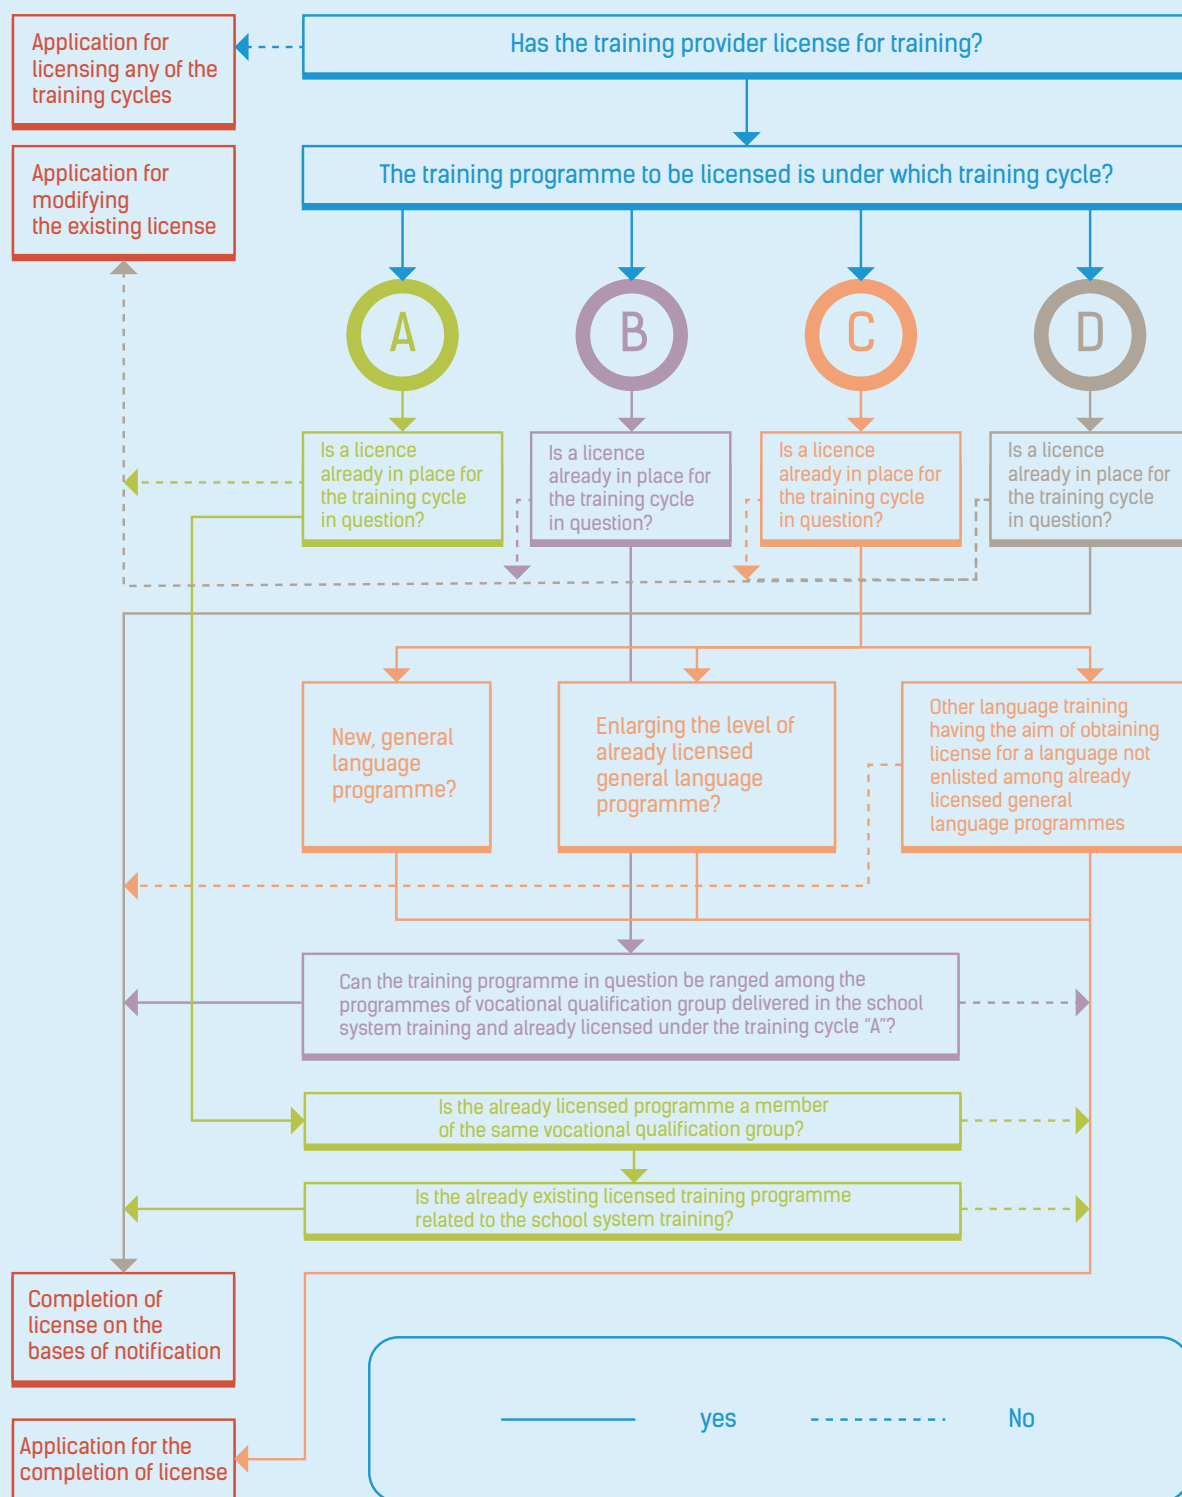 Application for
licensing any of the
training cycles
Has the training provider license for training?
Application for
modifying
the existing license
The training programme to be licensed is under which training cycle?
A
B
C
D
Is a licence
already in place for
the training cycle
in question?
Is a licence
already in place for
the training cycle
in question?
Is a licence
already in place for
the training cycle
in question?
Is a licence
already in place for
the training cycle
in question?
New, general
language
programme?
Enlarging the level of
already licensed
general language
programme?
Other language training
having the aim of obtaining
license for a language not
enlisted among already
licensed general
language programmes
Can the training programme in question be ranged among the
programmes of vocational qualification group delivered in the school
system training and already licensed under the training cycle “A”?
Is the already licensed programme a member
of the same vocational qualification group?
Is the already existing licensed training programme
related to the school system training?
Completion of
license on the
bases of notification
Application for the
completion of license
yes
No